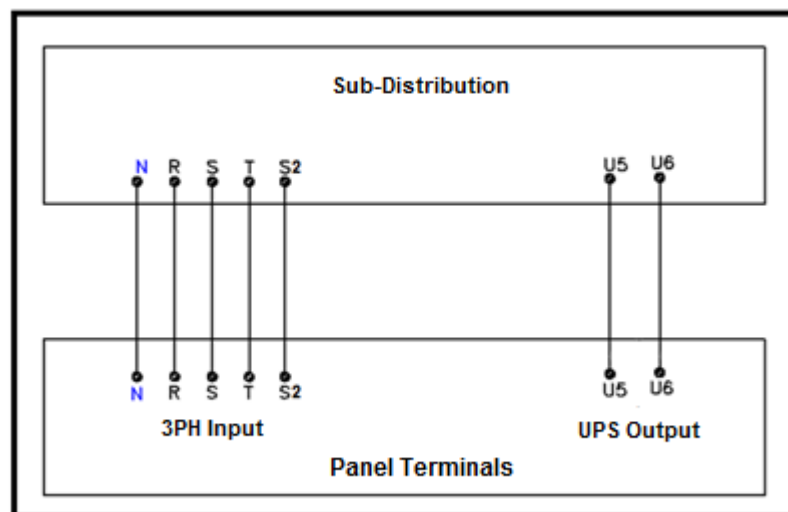 Sub-Distribution
N R S T S2 U5 U6
N R S T S2 U5 U6
3PH Input UPS Output
Panel Terminals